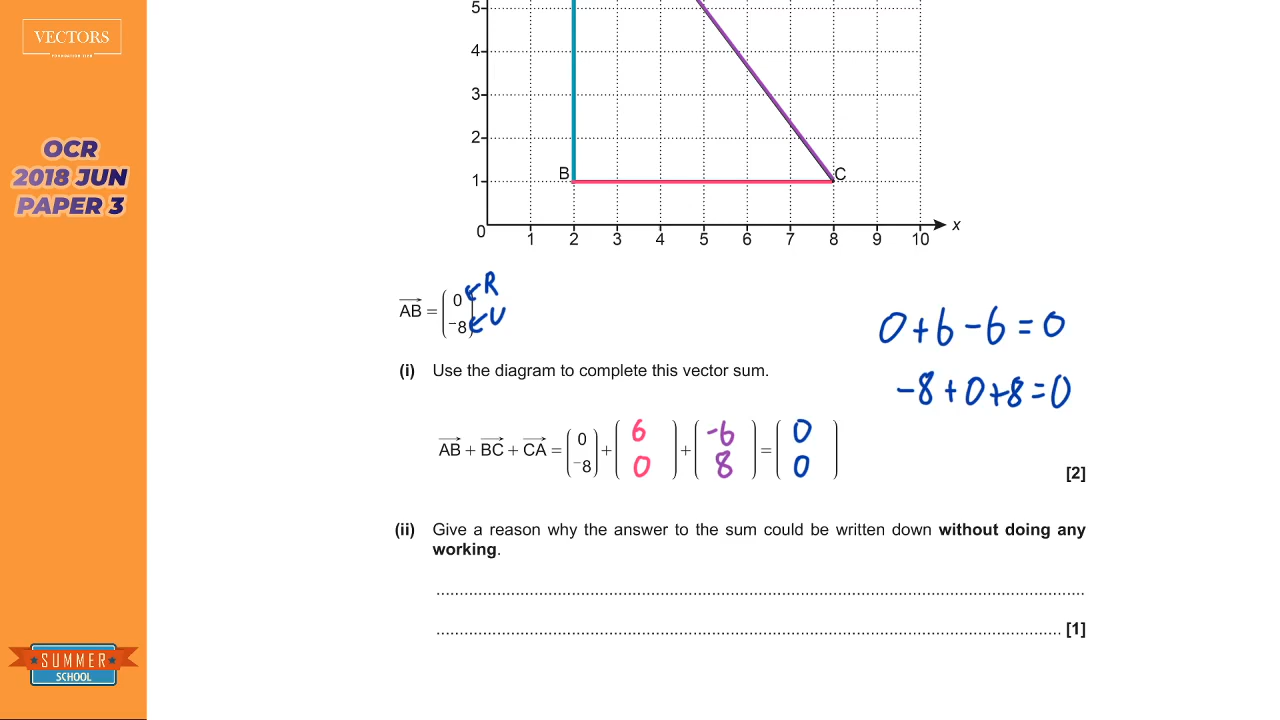 VECTORS
FOUNDATION TIER
OCR
2018 JUN
PAPER 3
SUMMER
SCHOOL
5
4
3
2
1
0
B
C
1 2 3 4 5 6 7 8 9 10
x
AB = ( 0 ← R
−8 ) ← U
0 + 6 − 6 = 0
−8 + 0 + 8 = 0
(i) Use the diagram to complete this vector sum.
AB + BC + CA = ( 0 −8 ) + ( 6 0 ) + ( -6 8 ) = ( 0 0 )
[2]
(ii) Give a reason why the answer to the sum could be written down without doing any
working.
[1]